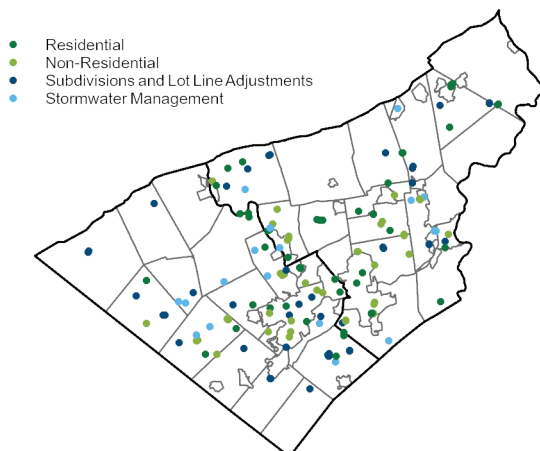 Residential
Non-Residential
Subdivisions and Lot Line Adjustments
Stormwater Management